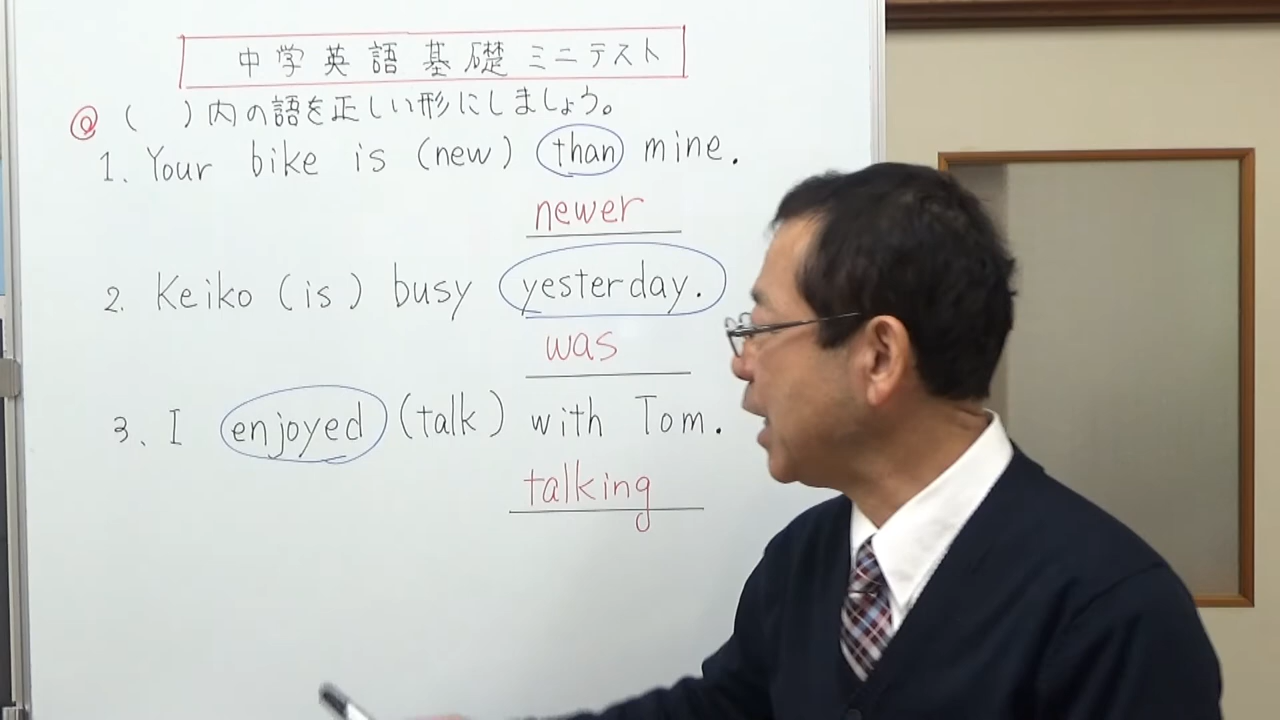 中学英語基礎ミニテスト
@ (  )内の語を正しい形にしましょう。
1. Your bike is (new) than mine.
newer
2. Keiko (is) busy yesterday.
was
3. I enjoyed (talk) with Tom.
talking